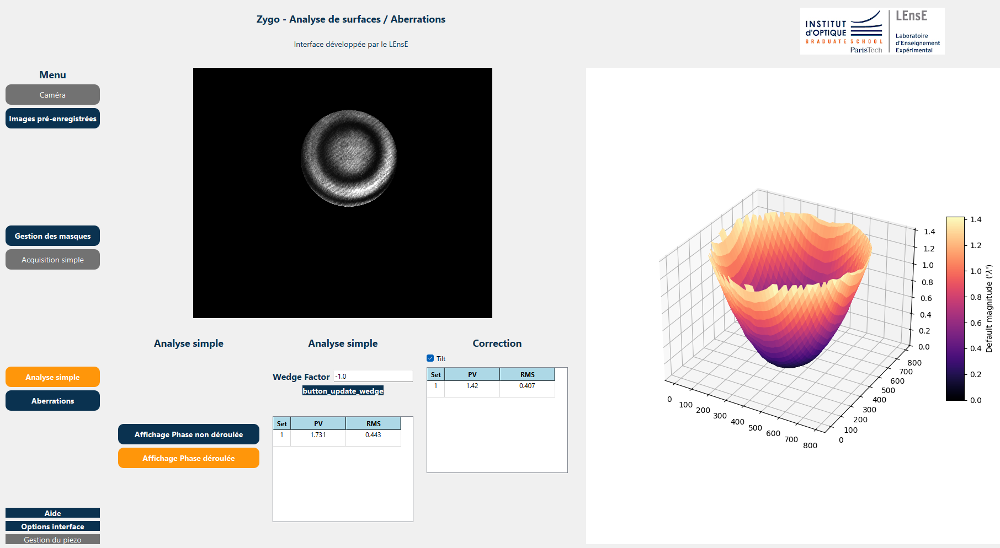 Zygo - Analyse de surfaces / Aberrations
Interface développée par le LEnsE
INSTITUT
d'OPTIQUE
GRADUATE SCHOOL
ParisTech
LEnsE
Laboratoire
d'Enseignement
Expérimental
Menu
Caméra
Images pré-enregistrées
Gestion des masques
Acquisition simple
Analyse simple
Aberrations
Aide
Options interface
Gestion du piezo
Analyse simple
Affichage Phase non déroulée
Affichage Phase déroulée
Analyse simple
Wedge Factor -1.0
button_update_wedge
Set PV RMS
1 1.731 0.443
Correction
Tilt
Set PV RMS
1 1.42 0.407
0 100 200 300 400 500 600 700 800
0 100 200 300 400 500 600 700 800
0.0 0.2 0.4 0.6 0.8 1.0 1.2 1.4
1.4
1.2
1.0
0.8
0.6
0.4
0.2
0.0
Default magnitude ('λ')